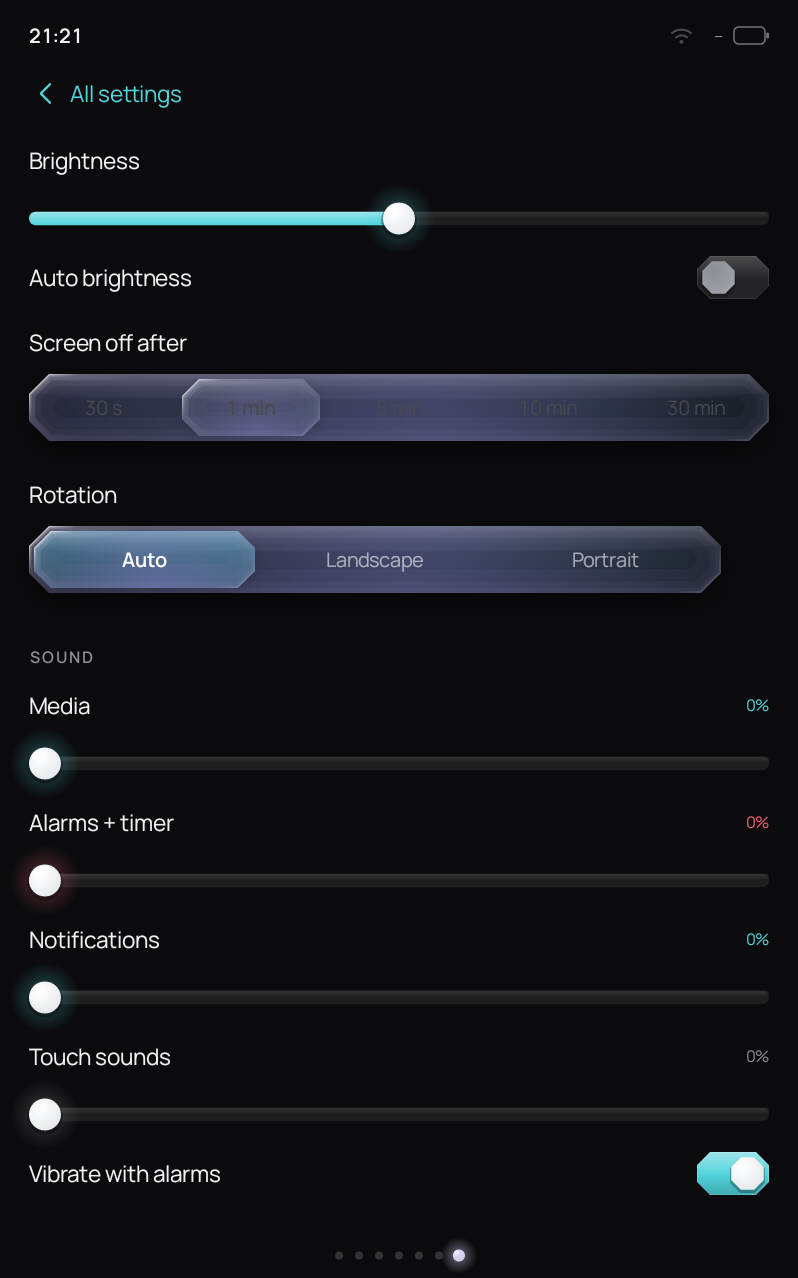 21:21
All settings
Brightness
Auto brightness
Screen off after
30 s 1 min 5 min 10 min 30 min
Rotation
Auto Landscape Portrait
SOUND
Media 0%
Alarms + timer 0%
Notifications 0%
Touch sounds 0%
Vibrate with alarms